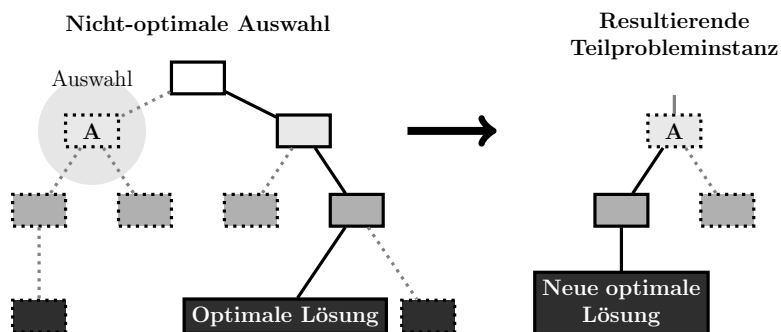 Nicht-optimale Auswahl
Auswahl
A
Optimale Lösung
Resultierende
Teilprobleminstanz
A
Neue optimale
Lösung